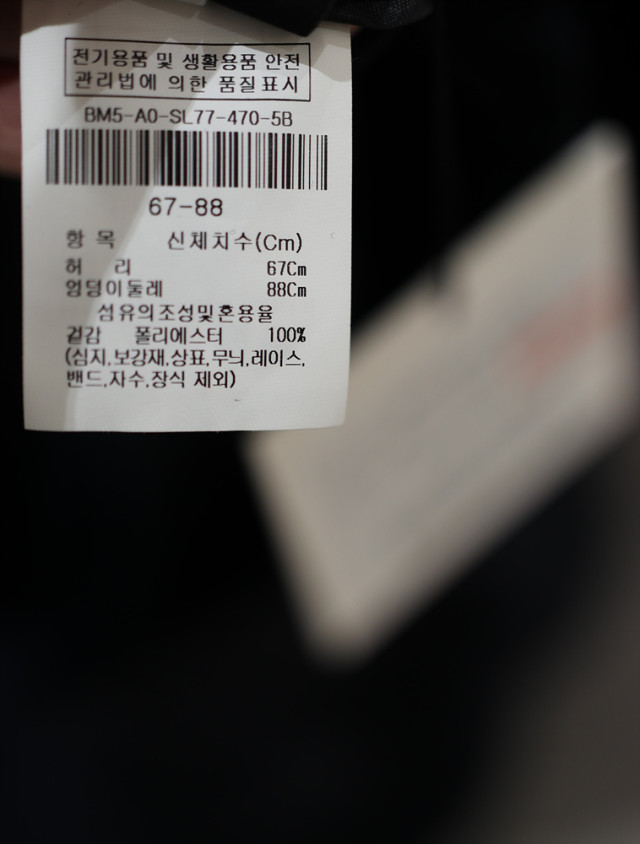 전기용품 및 생활용품 안전
관리법에 의한 품질표시
BM5-A0-SL77-470-5B
67-88
항 목 신체치수(Cm)
허 리 67Cm
엉덩이둘레 88Cm
섬유의조성및혼용율
겉감 폴리에스터 100%
(심지,보강재,상표,무늬,레이스,
밴드,자수,장식 제외)